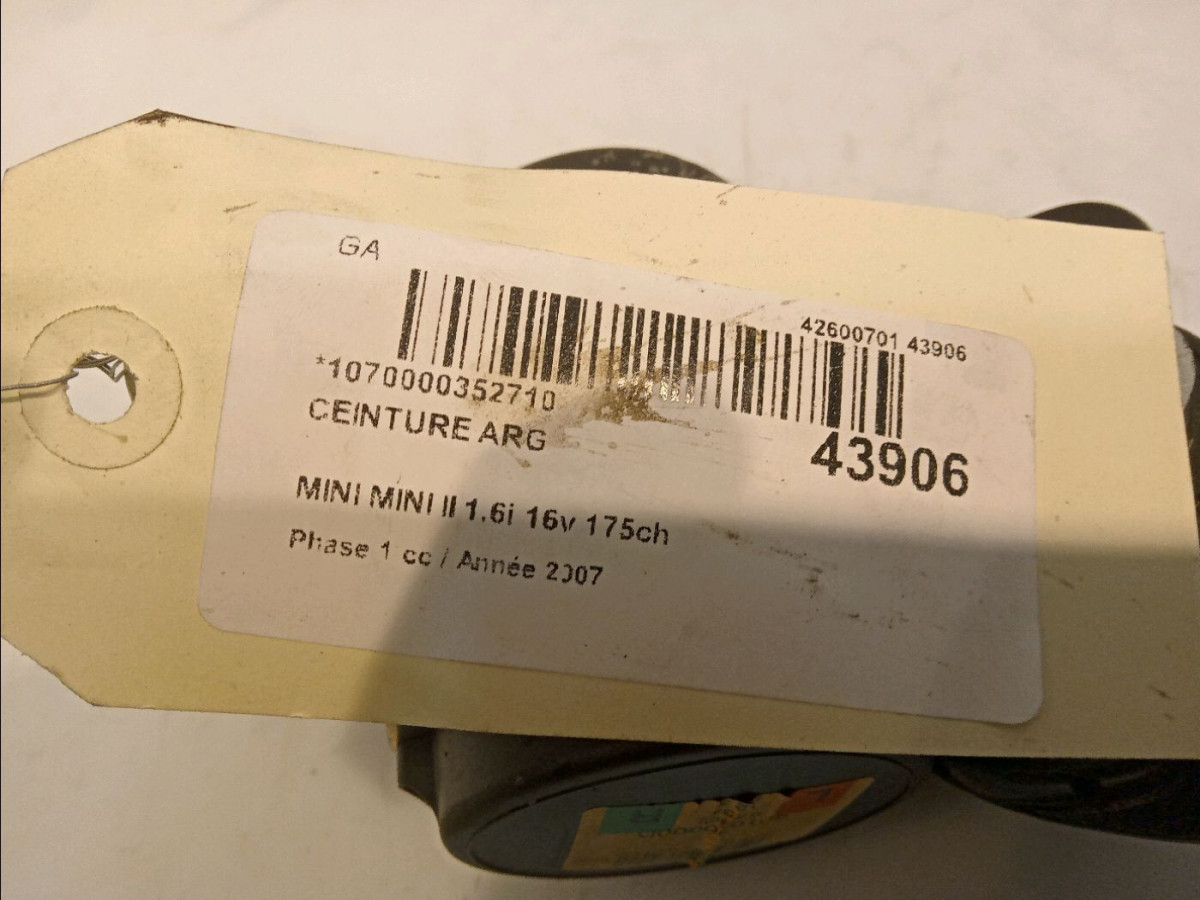 GA
42600701 43906
*1070000352710
CEINTURE ARG
43906
MINI MINI II 1.6i 16v 175ch
Phase 1 cc / Année 2007